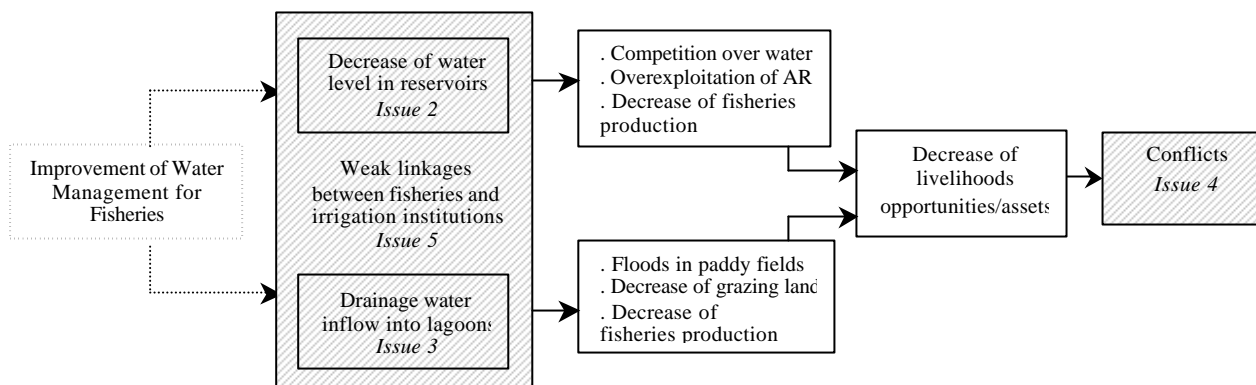 Improvement of Water
Management for
Fisheries
Decrease of water
level in reservoirs
Issue 2
Weak linkages
between fisheries and
irrigation institutions
Issue 5
Drainage water
inflow into lagoons
Issue 3
. Competition over water
. Overexploitation of AR
. Decrease of fisheries
production
. Floods in paddy fields
. Decrease of grazing land
. Decrease of
fisheries production
Decrease of
livelihoods
opportunities/assets
Conflicts
Issue 4